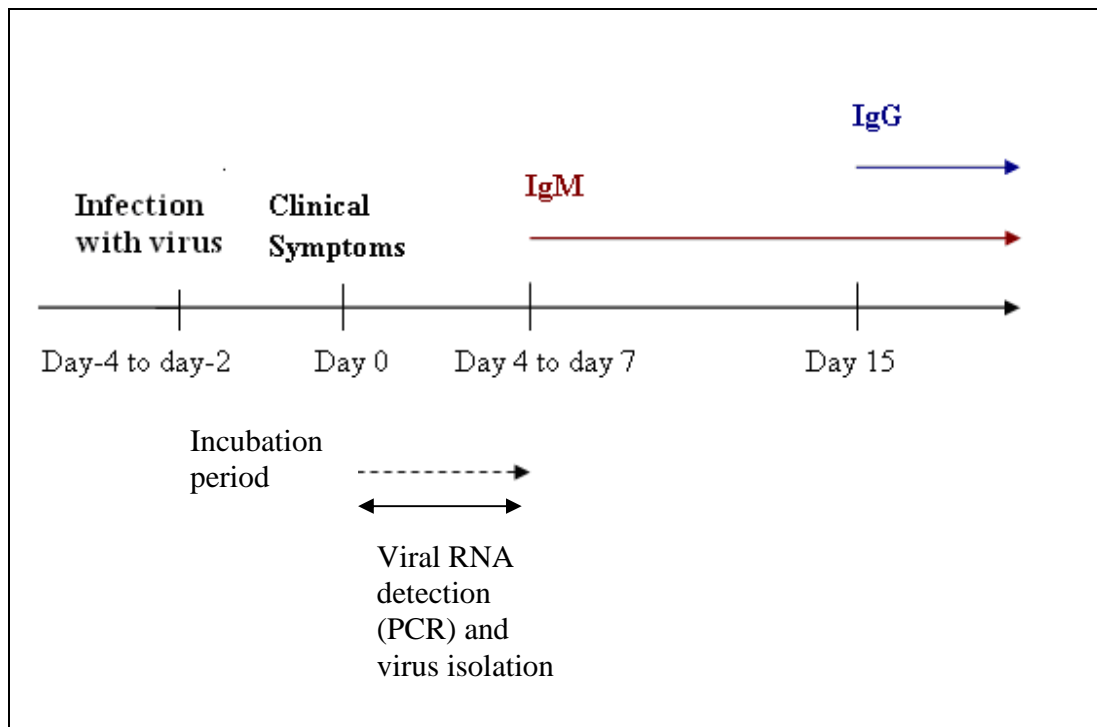 IgG
IgM
Infection
with virus
Clinical
Symptoms
Day-4 to day-2
Day 0
Day 4 to day 7
Day 15
Incubation
period
Viral RNA
detection
(PCR) and
virus isolation